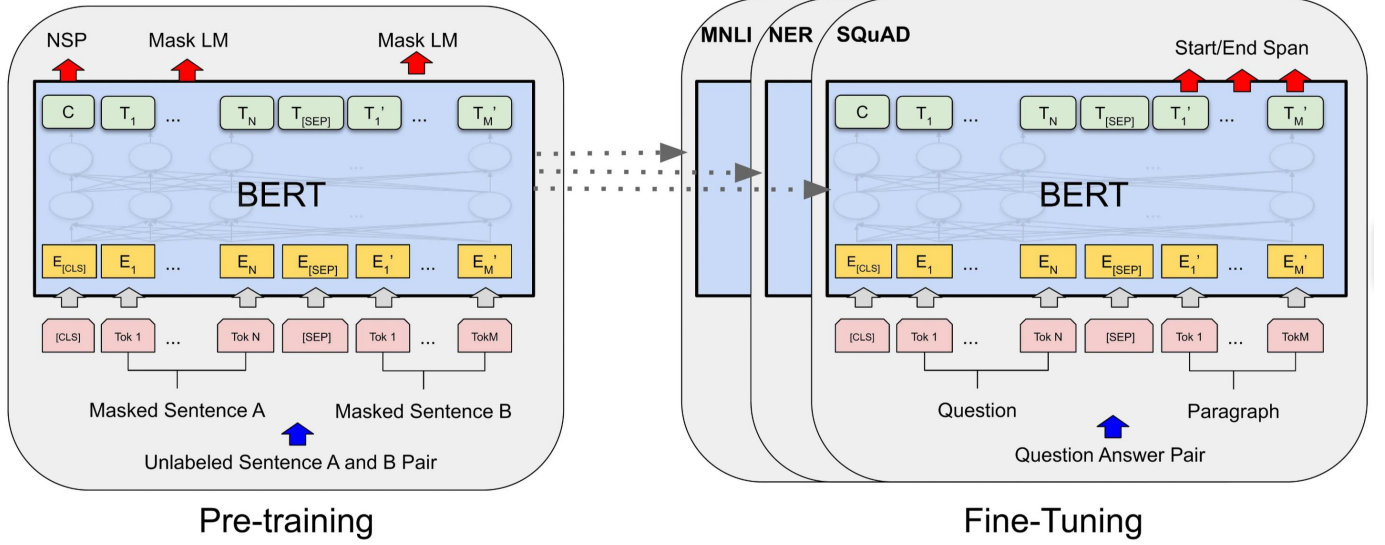 NSP Mask LM Mask LM
C T1 ... TN T[SEP] T1' ... TM'
...
BERT
...
E[CLS] E1 ... EN E[SEP] E1' ... EM'
[CLS] Tok 1 ... Tok N [SEP] Tok 1 ... TokM
Masked Sentence A Masked Sentence B
Unlabeled Sentence A and B Pair
Pre-training
MNLI NER SQuAD
Start/End Span
C T1 ... TN T[SEP] T1' ... TM'
...
BERT
...
E[CLS] E1 ... EN E[SEP] E1' ... EM'
[CLS] Tok 1 ... Tok N [SEP] Tok 1 ... TokM
Question Paragraph
Question Answer Pair
Fine-Tuning